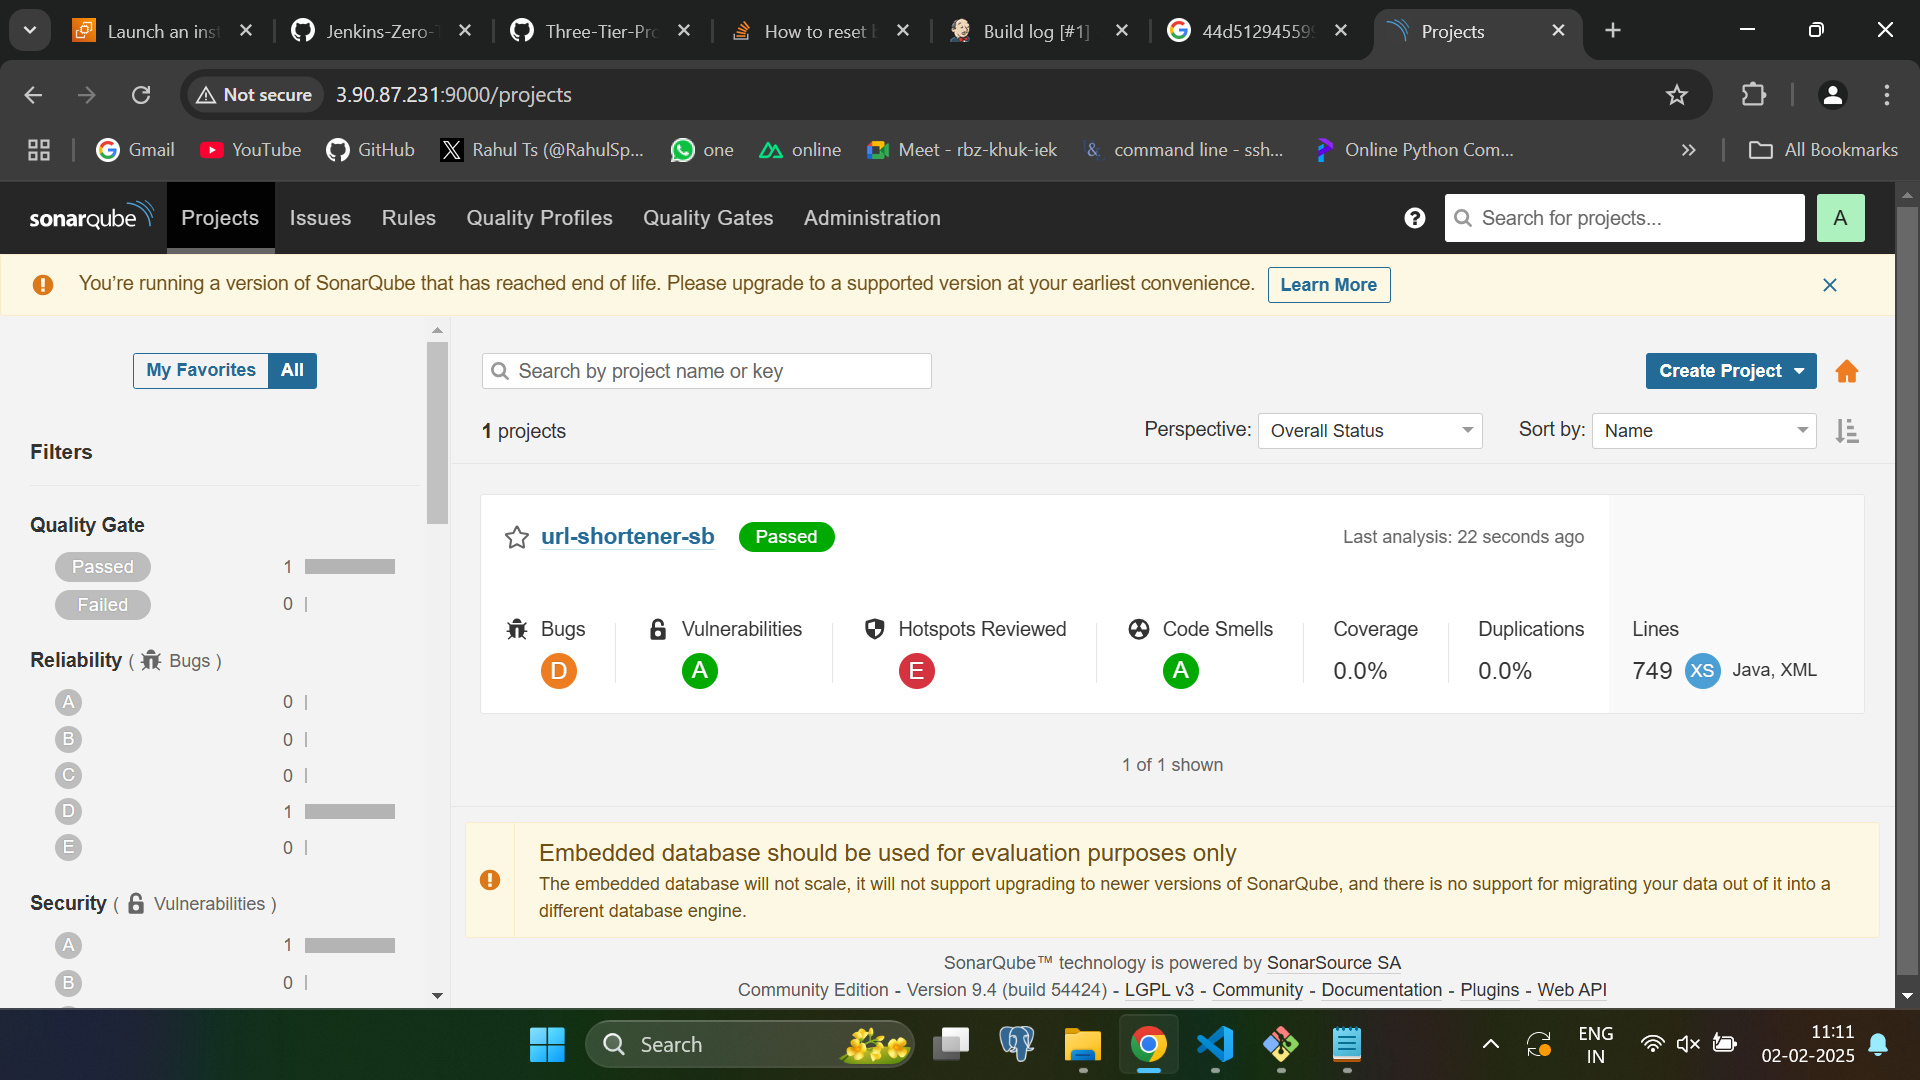 Launch an inst
Jenkins-Zero-T
Three-Tier-Pro
How to reset b
Build log [#1]
44d512945599
Projects
Not secure
3.90.87.231:9000/projects
Gmail
YouTube
GitHub
Rahul Ts (@RahulSp...
one
online
Meet - rbz-khuk-iek
command line - ssh...
Online Python Com...
All Bookmarks
sonarqube
Projects
Issues
Rules
Quality Profiles
Quality Gates
Administration
Search for projects...
A
You're running a version of SonarQube that has reached end of life. Please upgrade to a supported version at your earliest convenience.
Learn More
My Favorites
All
Search by project name or key
Create Project
1 projects
Perspective:
Overall Status
Sort by:
Name
Filters
Quality Gate
Passed 1
Failed 0
Reliability ( Bugs )
A 0
B 0
C 0
D 1
E 0
Security ( Vulnerabilities )
A 1
B 0
url-shortener-sb
Passed
Last analysis: 22 seconds ago
Bugs
D
Vulnerabilities
A
Hotspots Reviewed
E
Code Smells
A
Coverage
0.0%
Duplications
0.0%
Lines
749 XS Java, XML
1 of 1 shown
Embedded database should be used for evaluation purposes only
The embedded database will not scale, it will not support upgrading to newer versions of SonarQube, and there is no support for migrating your data out of it into a
different database engine.
SonarQube™ technology is powered by SonarSource SA
Community Edition - Version 9.4 (build 54424) - LGPL v3 - Community - Documentation - Plugins - Web API
Search
ENG
IN
11:11
02-02-2025